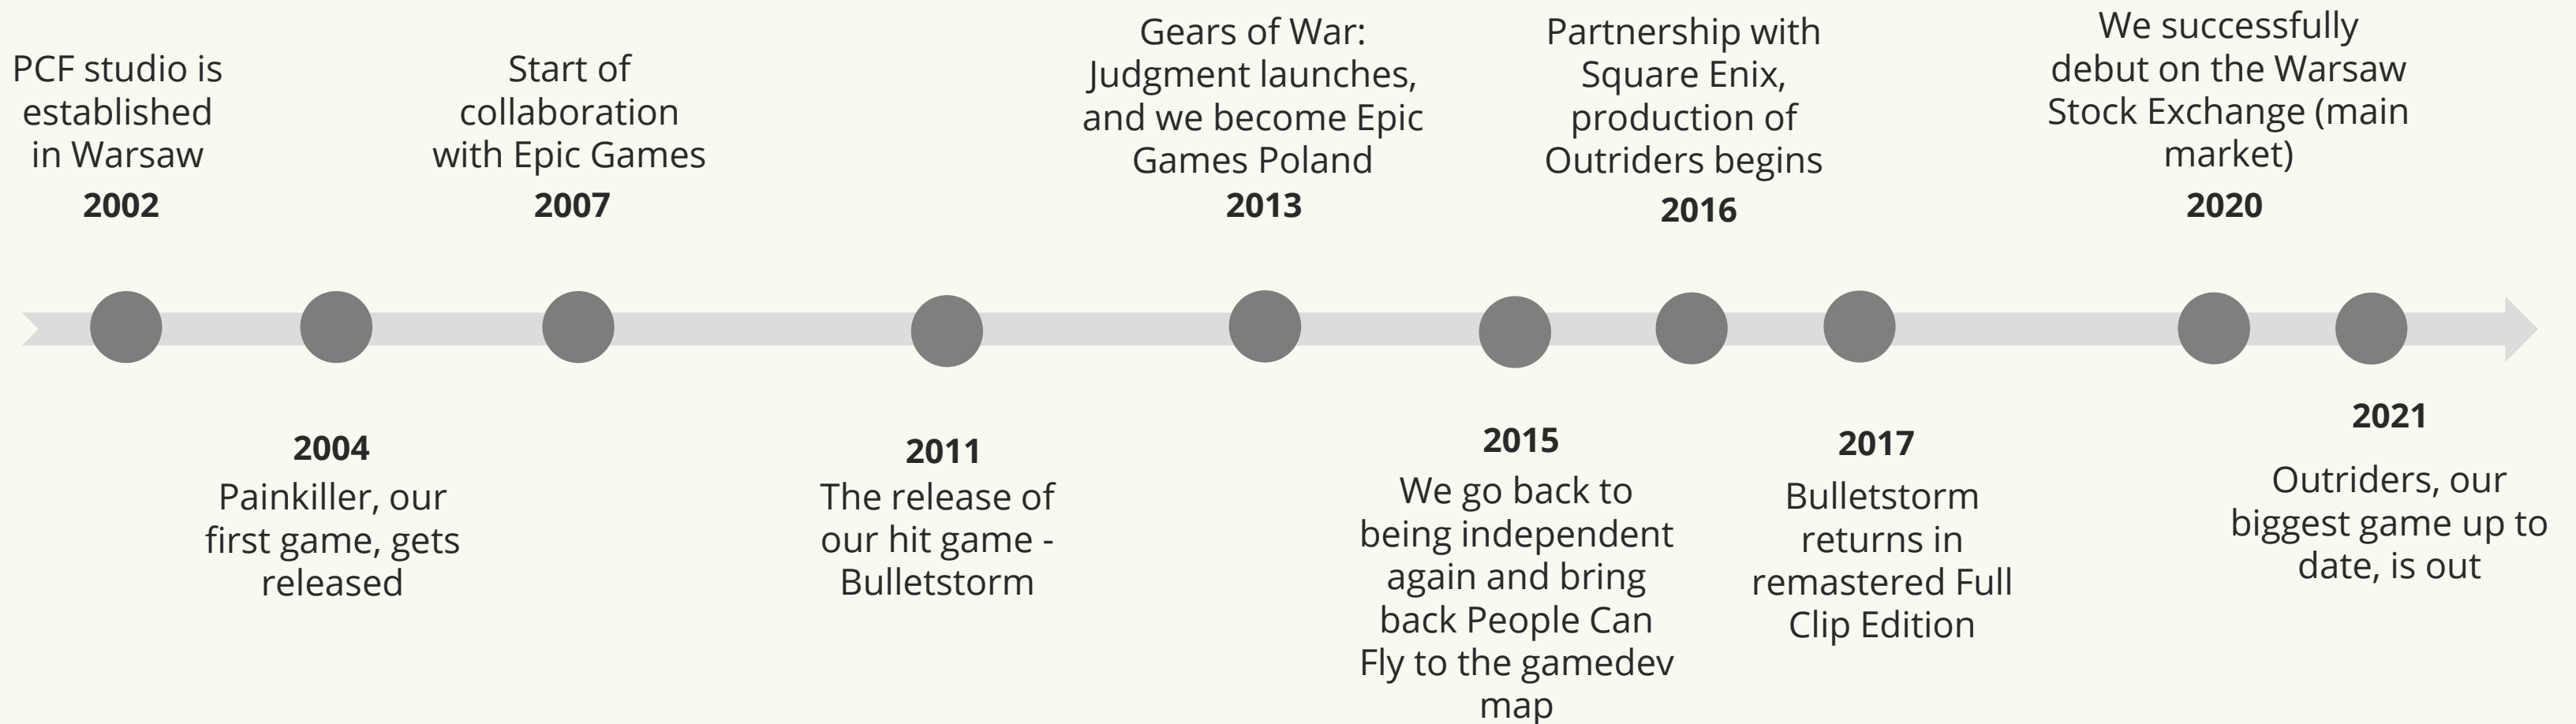 PCF studio is
established
in Warsaw
2002
Start of
collaboration
with Epic Games
2007
Gears of War:
Judgment launches,
and we become Epic
Games Poland
2013
Partnership with
Square Enix,
production of
Outriders begins
2016
We successfully
debut on the Warsaw
Stock Exchange (main
market)
2020
2004
Painkiller, our
first game, gets
released
2011
The release of
our hit game -
Bulletstorm
2015
We go back to
being independent
again and bring
back People Can
Fly to the gamedev
map
2017
Bulletstorm
returns in
remastered Full
Clip Edition
2021
Outriders, our
biggest game up to
date, is out